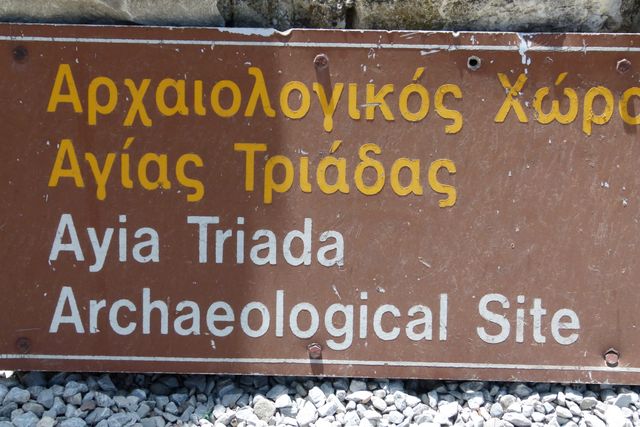 Αρχαιολογικός Χώρο
Αγίας Τριάδας
Ayia Triada
Archaeological Site